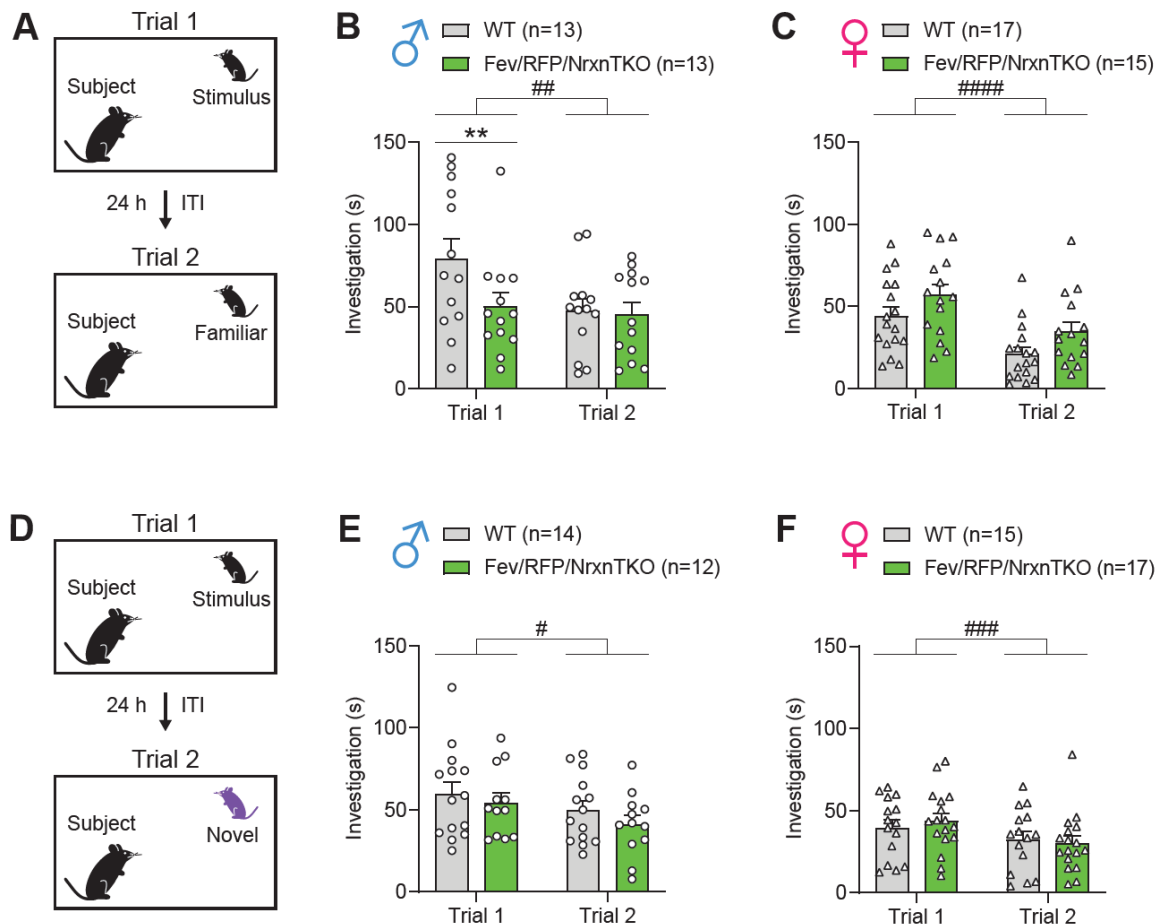 A
Trial 1
Subject
Stimulus
24 h
ITI
Trial 2
Subject
Familiar
B
WT (n=13)
Fev/RFP/NrxnTKO (n=13)
##
**
150
100
50
0
Investigation (s)
Trial 1
Trial 2
C
WT (n=17)
Fev/RFP/NrxnTKO (n=15)
####
150
100
50
0
Investigation (s)
Trial 1
Trial 2
D
Trial 1
Subject
Stimulus
24 h
ITI
Trial 2
Subject
Novel
E
WT (n=14)
Fev/RFP/NrxnTKO (n=12)
#
150
100
50
0
Investigation (s)
Trial 1
Trial 2
F
WT (n=15)
Fev/RFP/NrxnTKO (n=17)
###
150
100
50
0
Investigation (s)
Trial 1
Trial 2